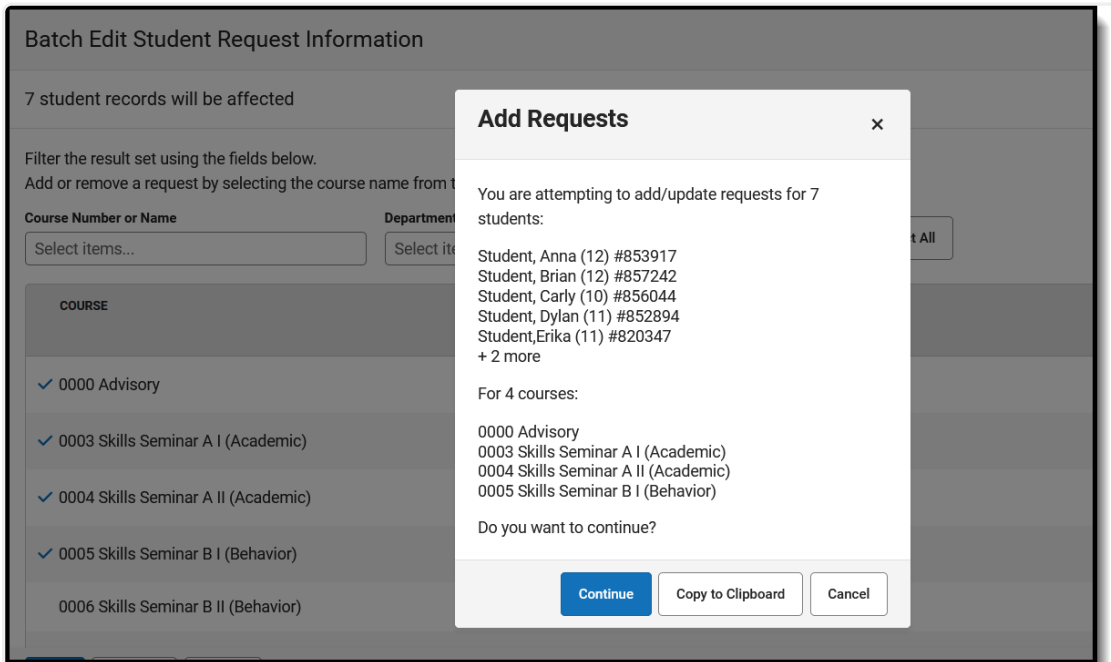 Batch Edit Student Request Information
7 student records will be affected
Filter the result set using the fields below.
Add or remove a request by selecting the course name from
Course Number or Name
Department
Select items...
Select
All
COURSE
0000 Advisory
0003 Skills Seminar A I (Academic)
0004 Skills Seminar A II (Academic)
0005 Skills Seminar B I (Behavior)
0006 Skills Seminar B II (Behavior)
Add Requests
×
You are attempting to add/update requests for 7
students:
Student, Anna (12) #853917
Student, Brian (12) #857242
Student, Carly (10) #856044
Student, Dylan (11) #852894
Student,Erika (11) #820347
+ 2 more
For 4 courses:
0000 Advisory
0003 Skills Seminar A I (Academic)
0004 Skills Seminar A II (Academic)
0005 Skills Seminar B I (Behavior)
Do you want to continue?
Continue
Copy to Clipboard
Cancel